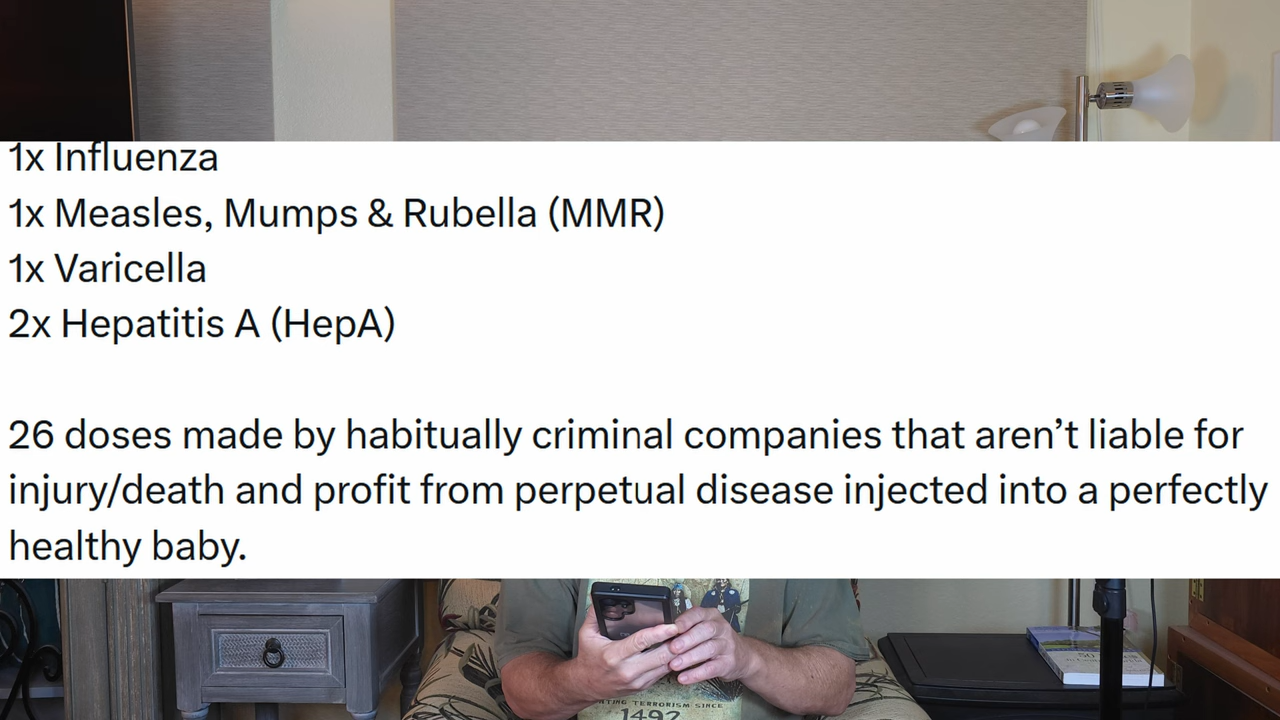 1x Influenza
1x Measles, Mumps & Rubella (MMR)
1x Varicella
2x Hepatitis A (HepA)
26 doses made by habitually criminal companies that aren’t liable for
injury/death and profit from perpetual disease injected into a perfectly
healthy baby.
TERRORISM SINCE
1492